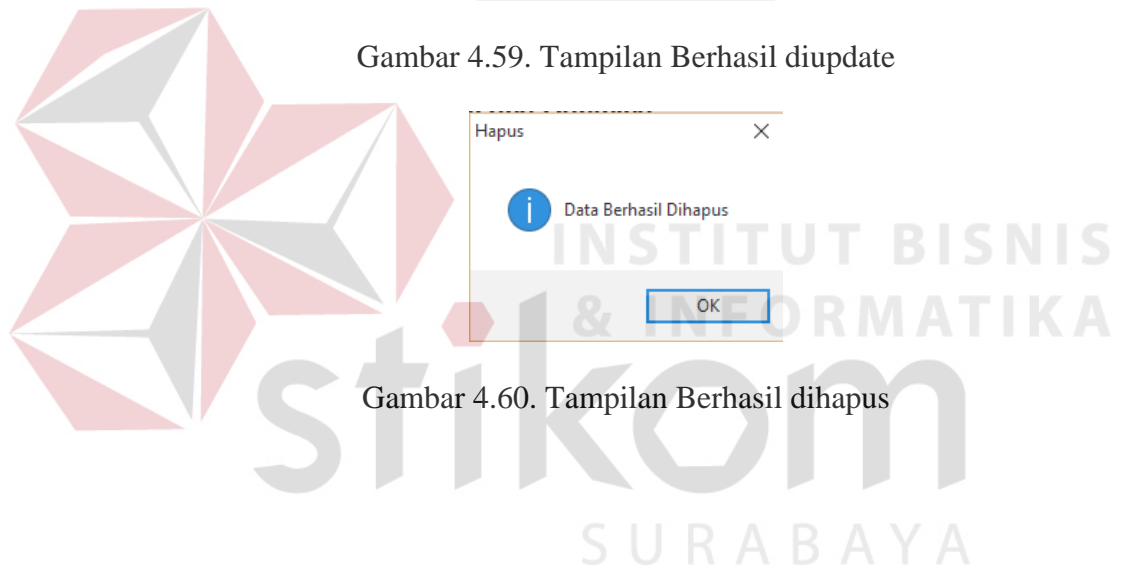 Gambar 4.59. Tampilan Berhasil diupdate
Hapus
Data Berhasil Dihapus
INSTITUT BISNIS
OK
& INFORMATIKA
stikom
Gambar 4.60. Tampilan Berhasil dihapus
SURABAYA